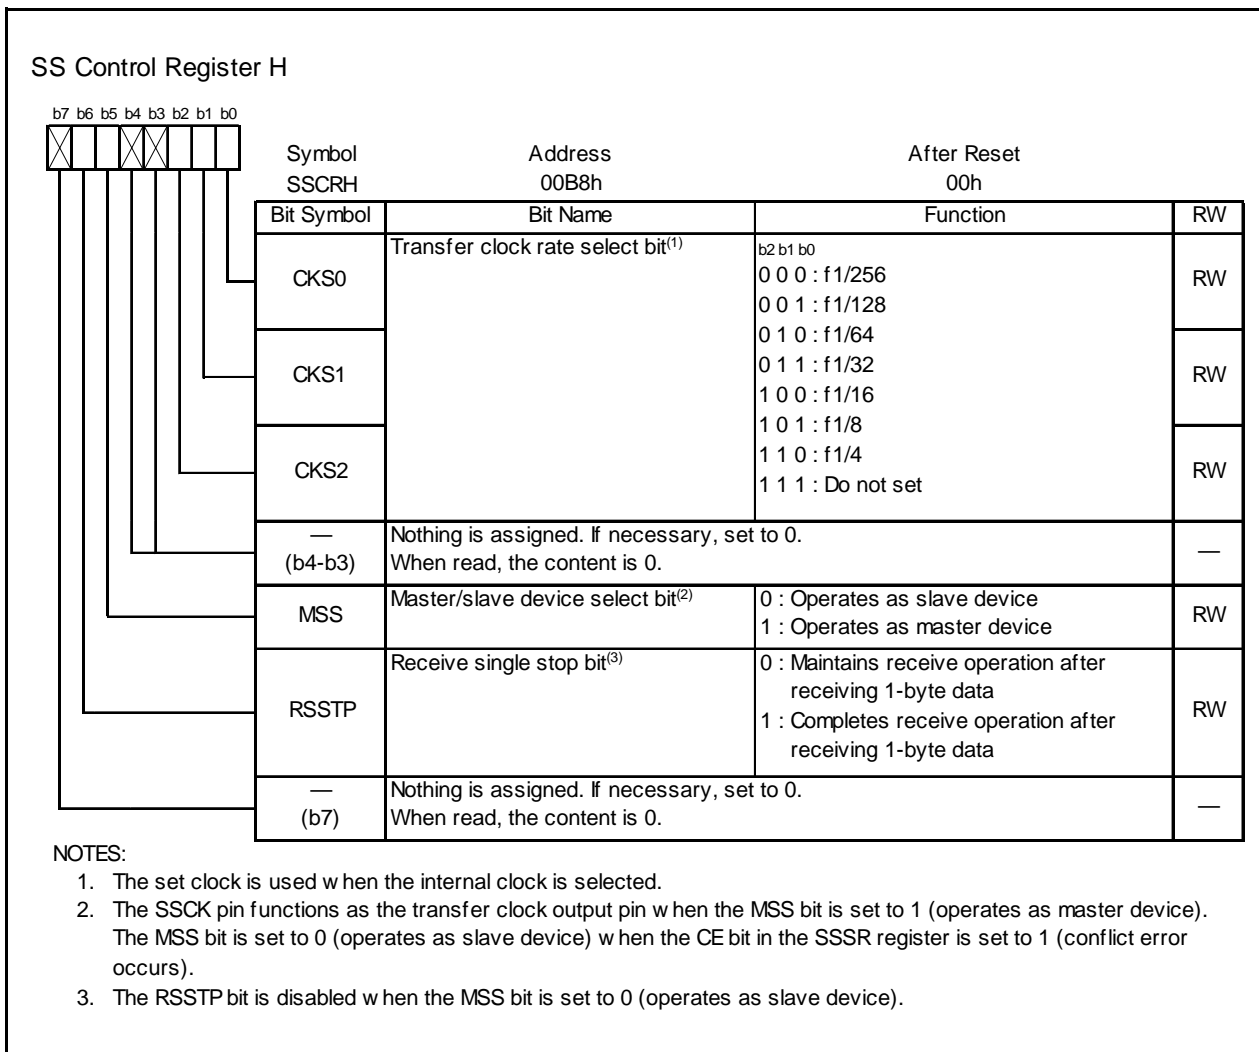 SS Control Register H
b7 b6 b5 b4 b3 b2 b1 b0
Symbol Address After Reset
SSCRH 00B8h 00h
Bit Symbol Bit Name Function RW
CKS0 Transfer clock rate select bit(1) b2 b1 b0 RW
0 0 0 : f1/256
0 0 1 : f1/128
0 1 0 : f1/64
CKS1 0 1 1 : f1/32 RW
1 0 0 : f1/16
1 0 1 : f1/8
CKS2 1 1 0 : f1/4 RW
1 1 1 : Do not set
— Nothing is assigned. If necessary, set to 0. —
(b4-b3) When read, the content is 0.
MSS Master/slave device select bit(2) 0 : Operates as slave device RW
1 : Operates as master device
RSSTP Receive single stop bit(3) 0 : Maintains receive operation after RW
receiving 1-byte data
1 : Completes receive operation after
receiving 1-byte data
— Nothing is assigned. If necessary, set to 0. —
(b7) When read, the content is 0.
NOTES:
1. The set clock is used when the internal clock is selected.
2. The SSCK pin functions as the transfer clock output pin when the MSS bit is set to 1 (operates as master device).
The MSS bit is set to 0 (operates as slave device) when the CE bit in the SSSR register is set to 1 (conflict error
occurs).
3. The RSSTP bit is disabled when the MSS bit is set to 0 (operates as slave device).